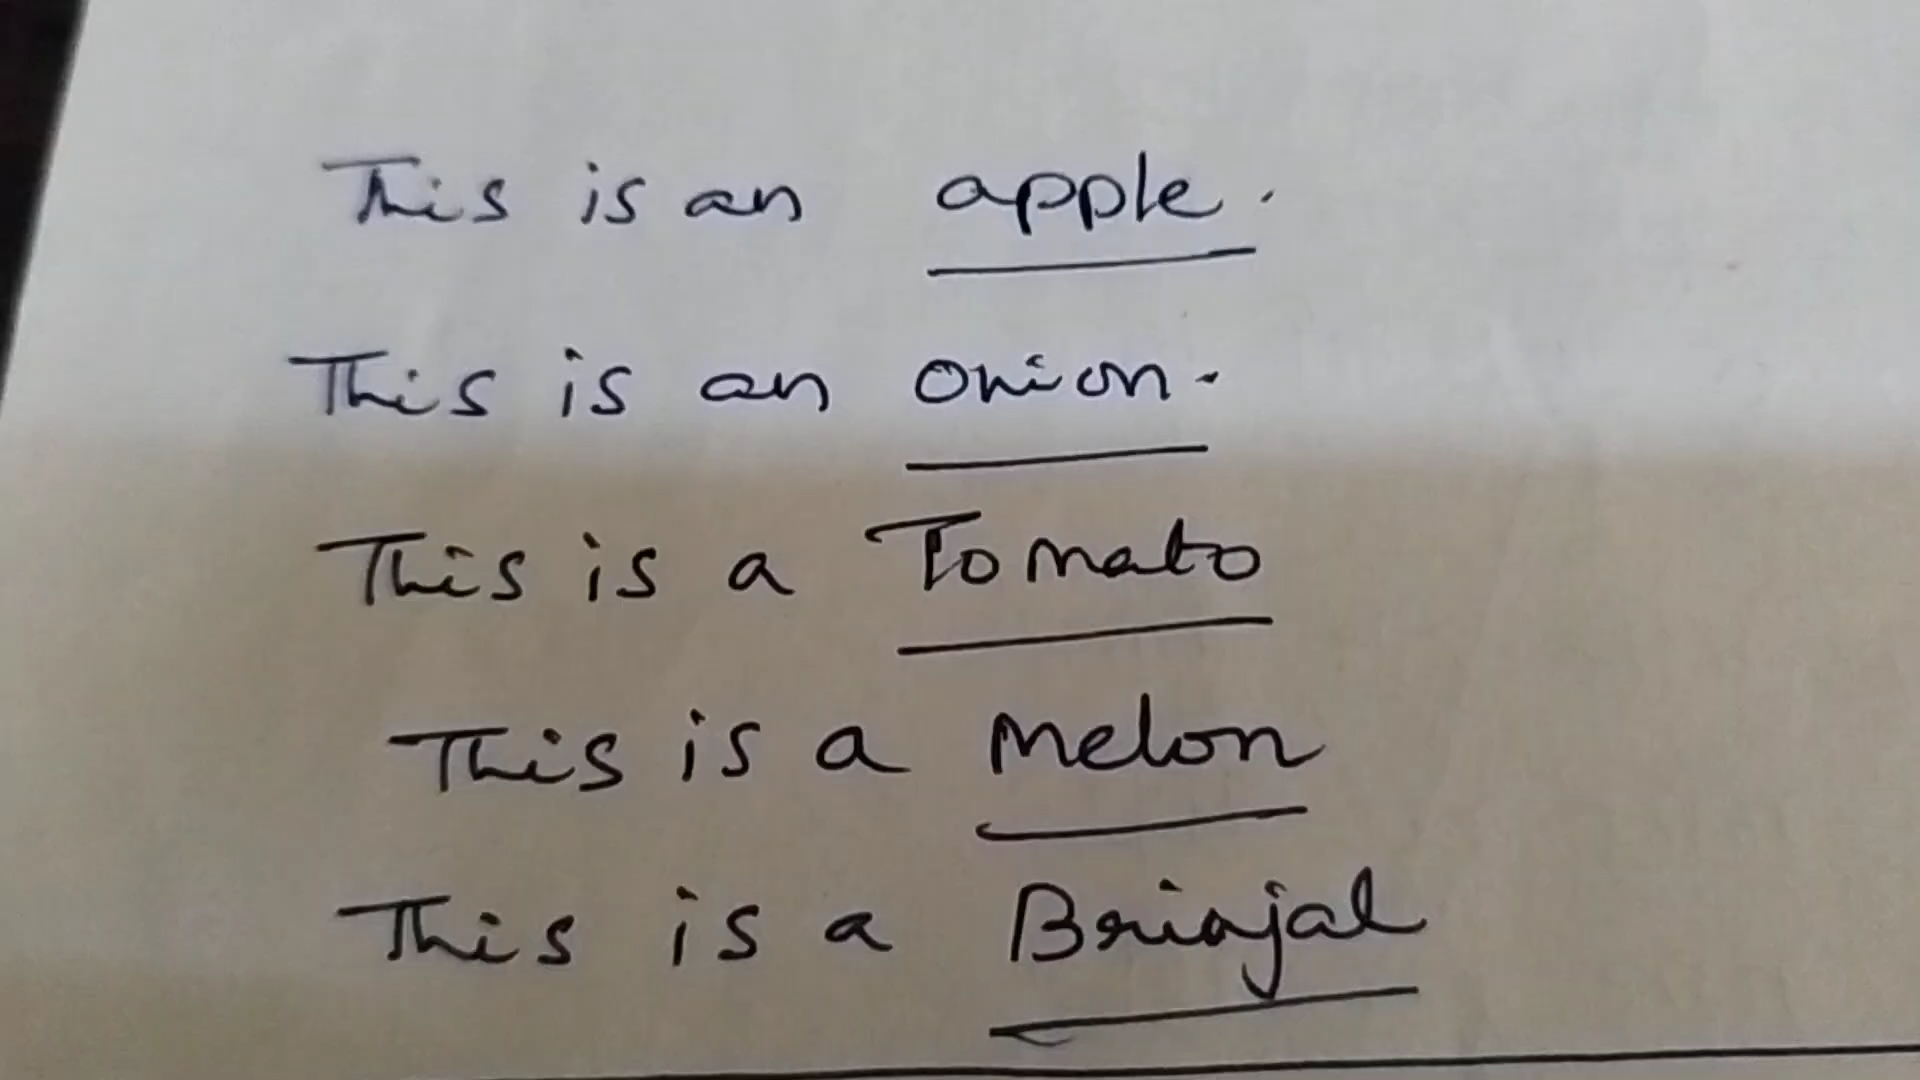 This is an apple.
This is an onion.
This is a Tomato
This is a Melon
This is a Brinjal